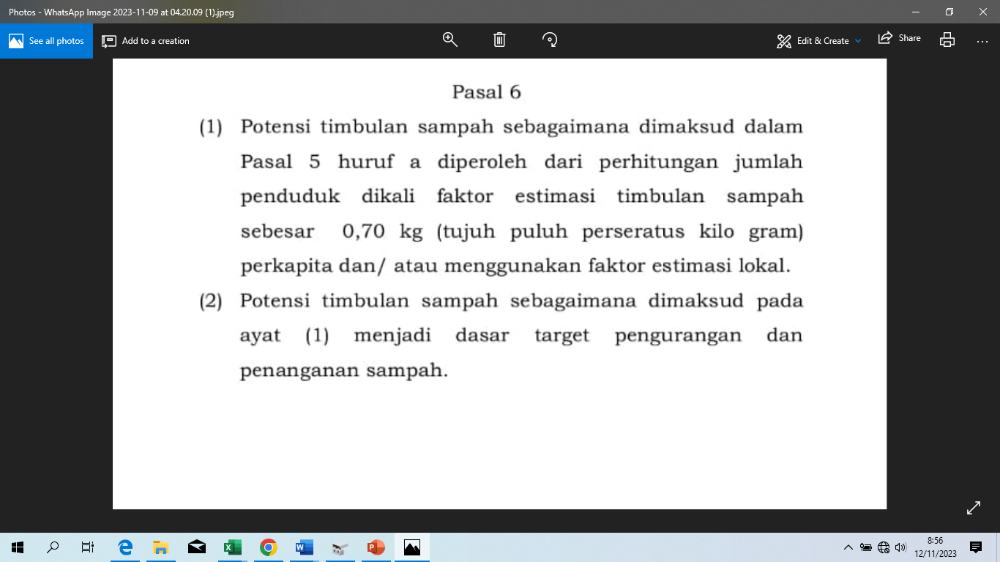 Photos - WhatsApp Image 2023-11-09 at 04.20.09 (1).jpeg
See all photos
Add to a creation
Edit & Create
Share
Pasal 6
(1) Potensi timbulan sampah sebagaimana dimaksud dalam
Pasal 5 huruf a diperoleh dari perhitungan jumlah
penduduk dikali faktor estimasi timbulan sampah
sebesar 0,70 kg (tujuh puluh perseratus kilo gram)
perkapita dan/ atau menggunakan faktor estimasi lokal.
(2) Potensi timbulan sampah sebagaimana dimaksud pada
ayat (1) menjadi dasar target pengurangan dan
penanganan sampah.
8:56
12/11/2023